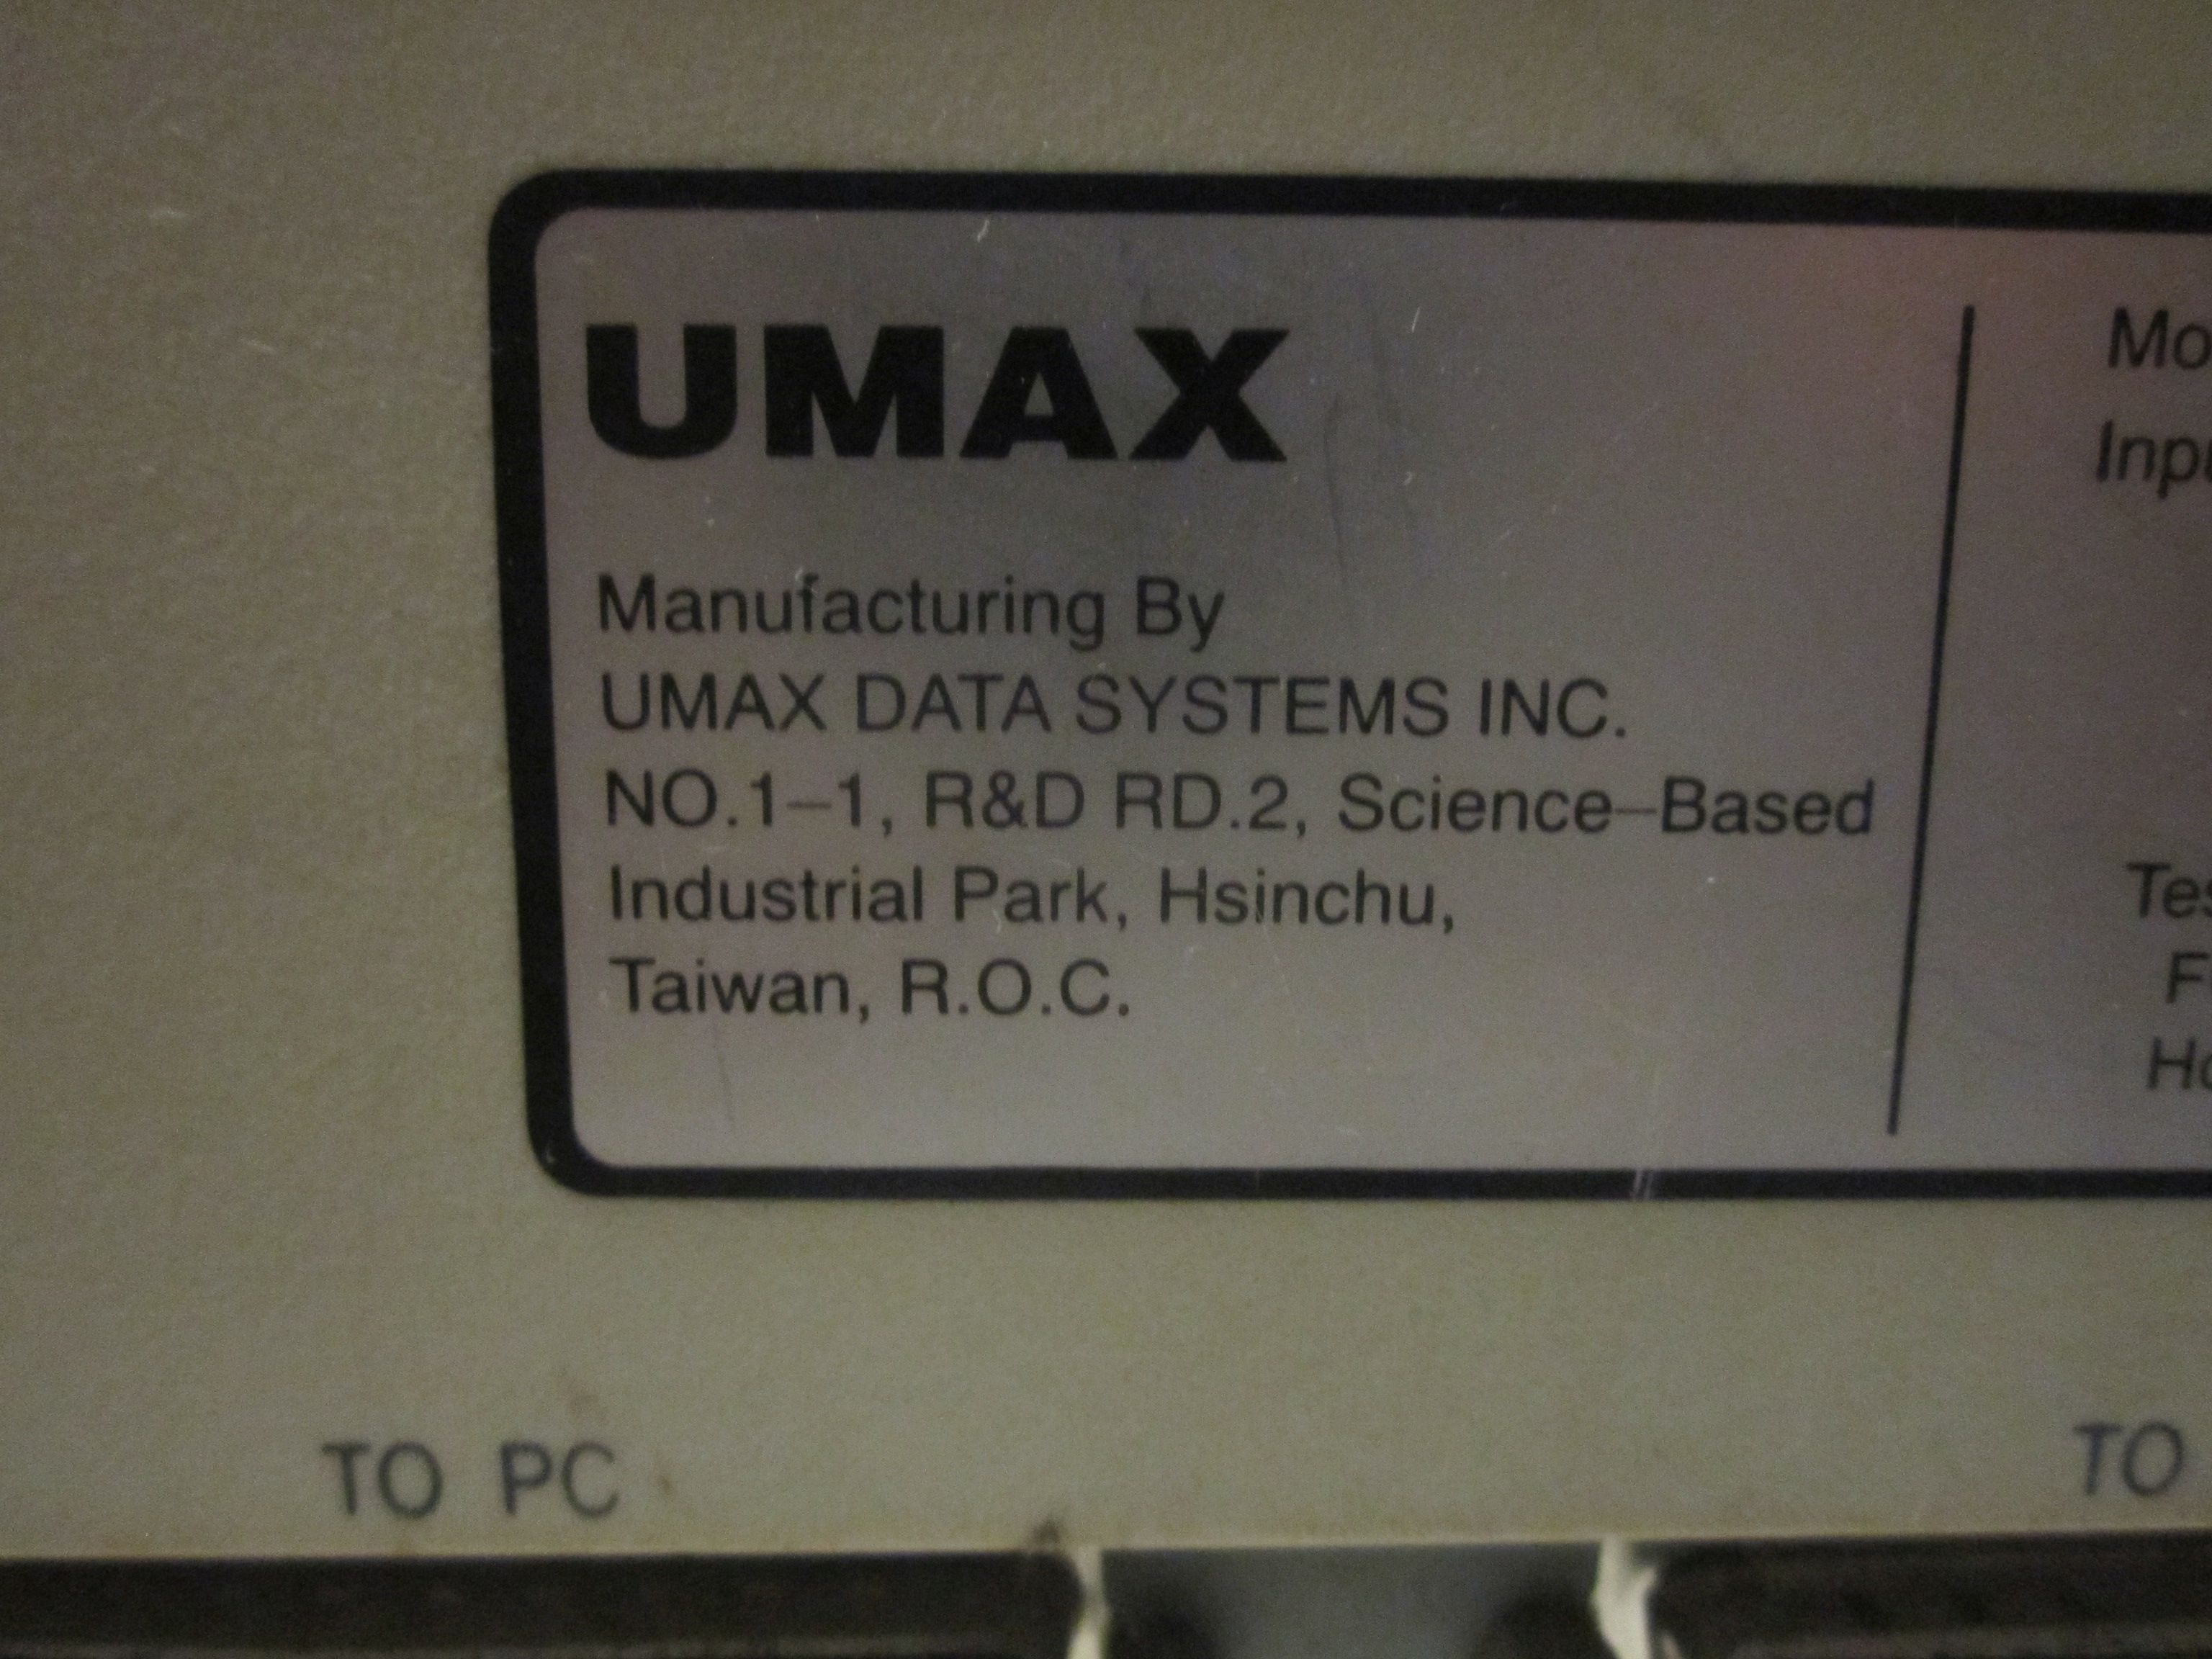 UMAX
Manufacturing By
UMAX DATA SYSTEMS INC.
NO.1–1, R&D RD.2, Science–Based
Industrial Park, Hsinchu,
Taiwan, R.O.C.
TO PC
TO